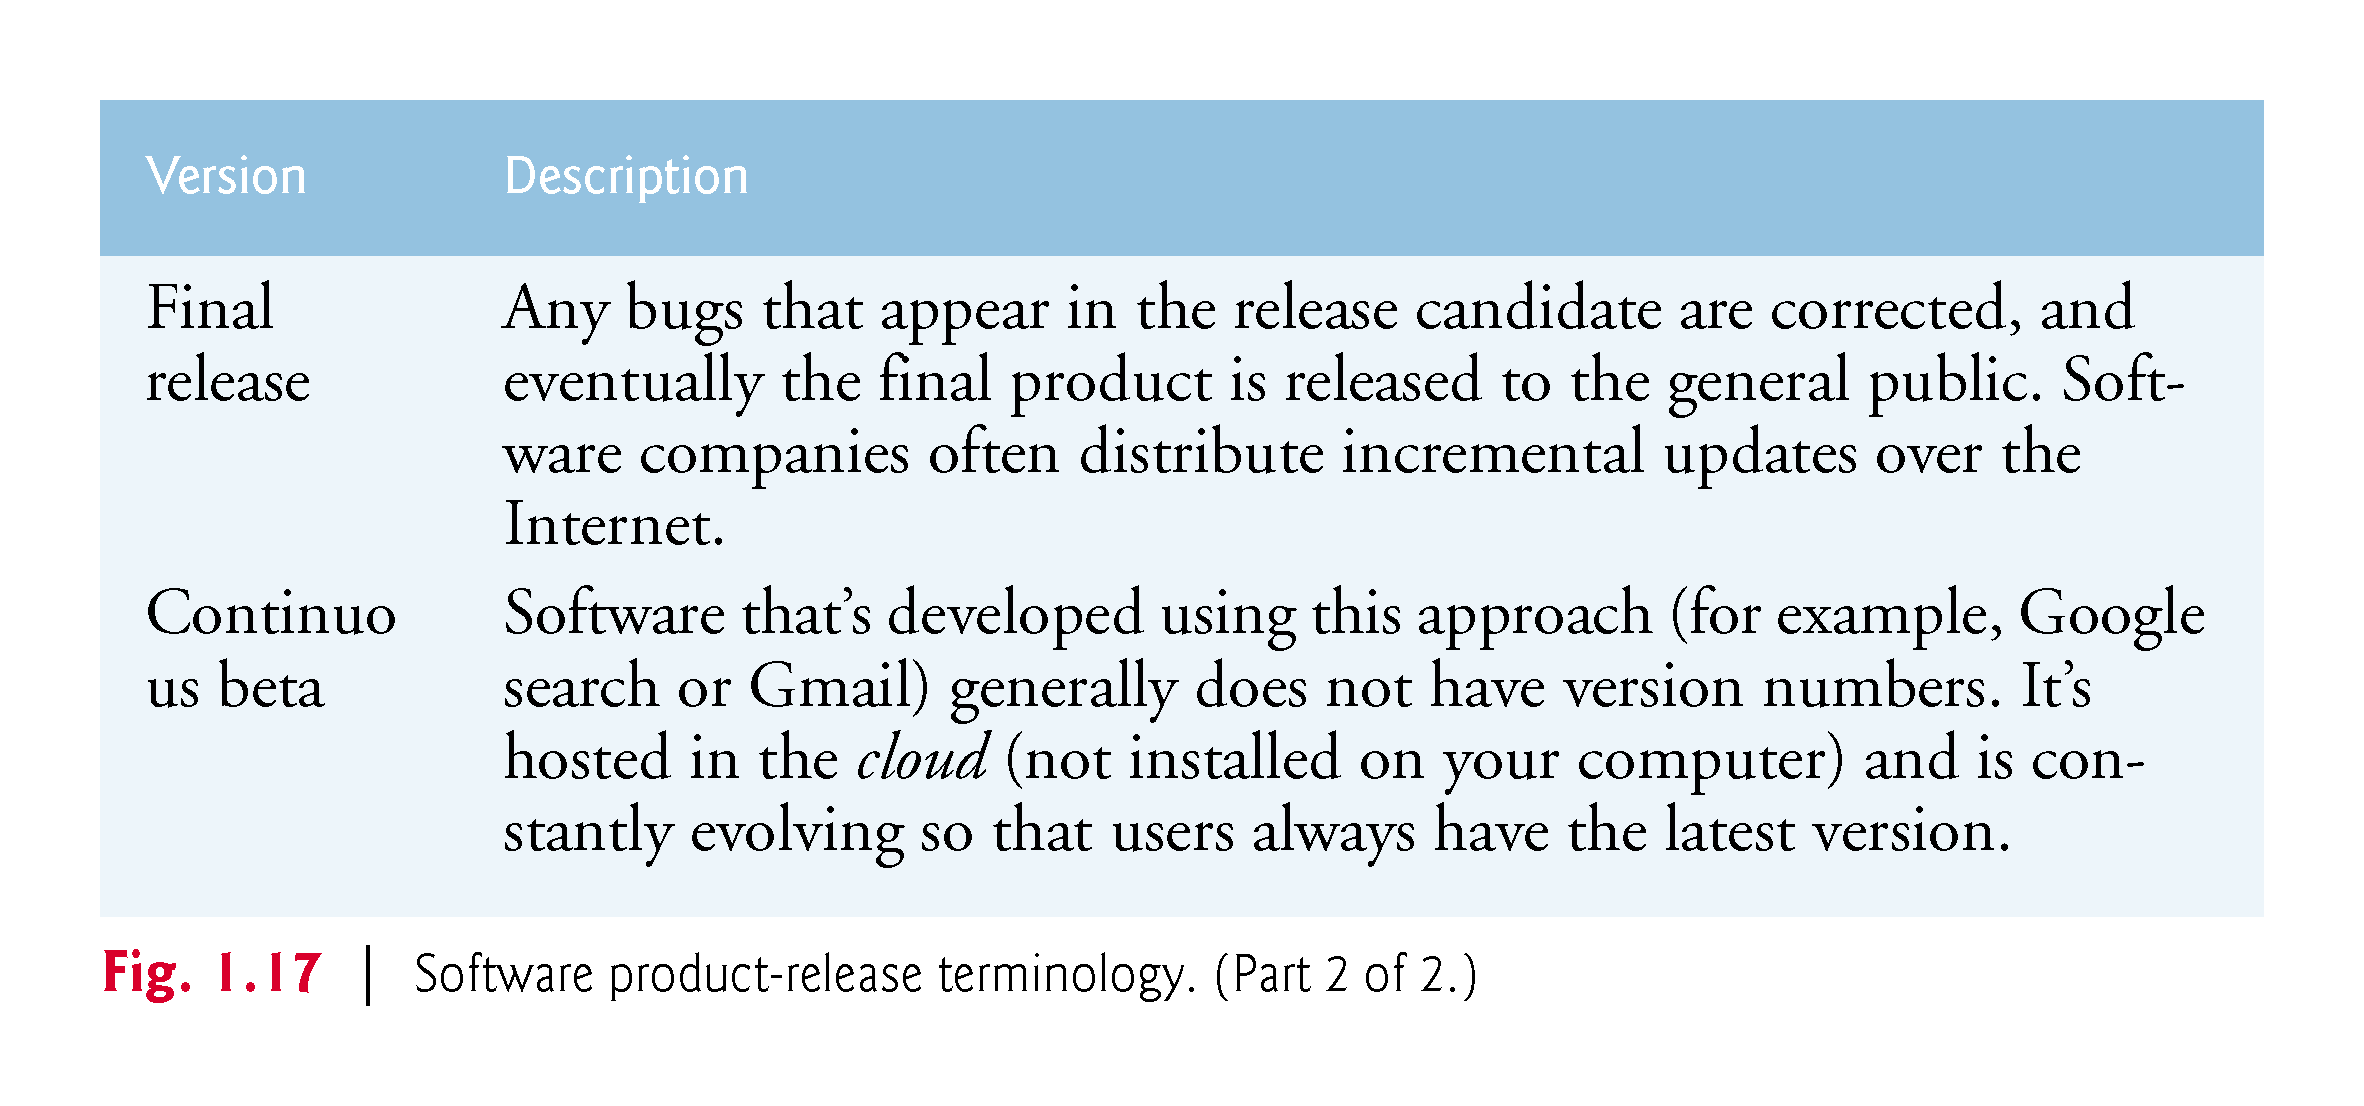 Version Description
Final Any bugs that appear in the release candidate are corrected, and
release eventually the final product is released to the general public. Soft-
ware companies often distribute incremental updates over the
Internet.
Continuo Software that’s developed using this approach (for example, Google
us beta search or Gmail) generally does not have version numbers. It’s
hosted in the cloud (not installed on your computer) and is con-
stantly evolving so that users always have the latest version.
Fig. 1.17 | Software product-release terminology. (Part 2 of 2.)